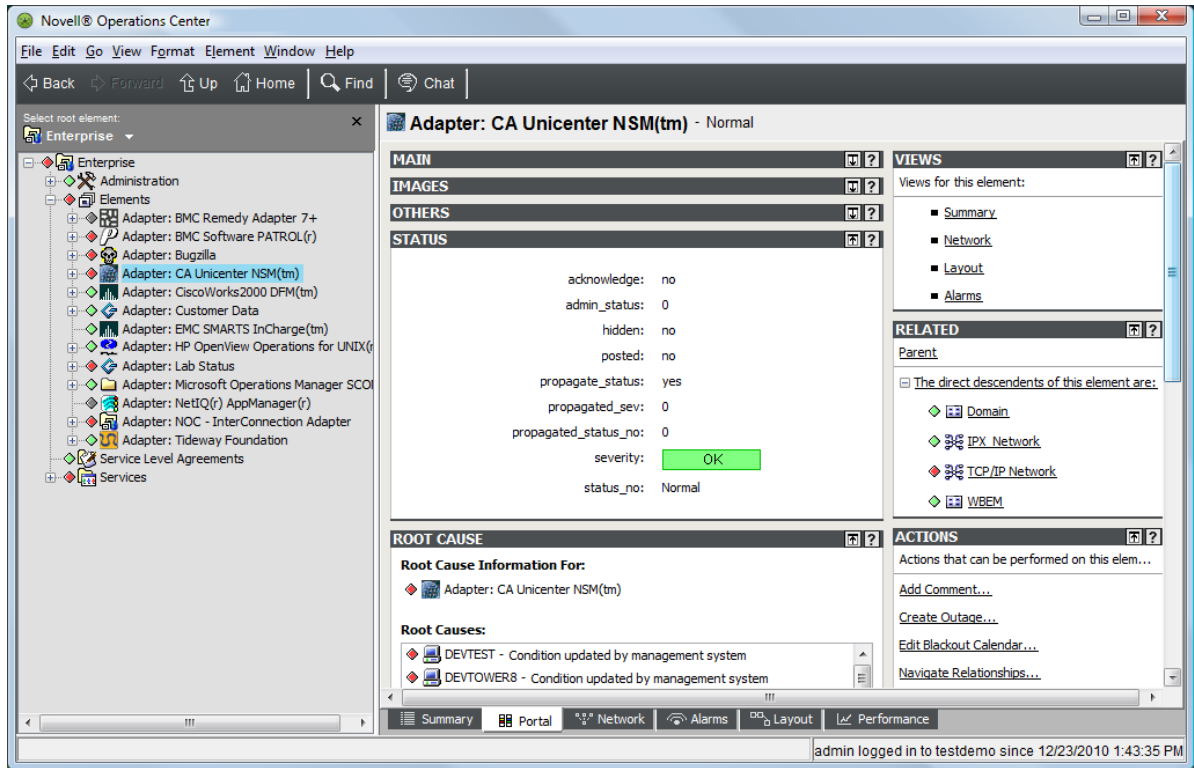 Novell® Operations Center
File Edit Go View Format Element Window Help
Back Forward Up Home Find Chat
Select root element:
Enterprise
Enterprise
Administration
Elements
Adapter: BMC Remedy Adapter 7+
Adapter: BMC Software PATROL(r)
Adapter: Bugzilla
Adapter: CA Unicenter NSM(tm)
Adapter: CiscoWorks2000 DFM(tm)
Adapter: Customer Data
Adapter: EMC SMARTS InCharge(tm)
Adapter: HP OpenView Operations for UNIX(r
Adapter: Lab Status
Adapter: Microsoft Operations Manager SCOM
Adapter: NetIQ(r) AppManager(r)
Adapter: NOC - InterConnection Adapter
Adapter: Tideway Foundation
Service Level Agreements
Services
Adapter: CA Unicenter NSM(tm) - Normal
MAIN
IMAGES
OTHERS
STATUS
acknowledge: no
admin_status: 0
hidden: no
posted: no
propagate_status: yes
propagated_sev: 0
propagated_status_no: 0
severity: OK
status_no: Normal
ROOT CAUSE
Root Cause Information For:
Adapter: CA Unicenter NSM(tm)
Root Causes:
DEVTEST - Condition updated by management system
DEVTOWER8 - Condition updated by management system
VIEWS
Views for this element:
Summary
Network
Layout
Alarms
RELATED
Parent
The direct descendents of this element are:
Domain
IPX Network
TCP/IP Network
WBEM
ACTIONS
Actions that can be performed on this elem...
Add Comment...
Create Outage...
Edit Blackout Calendar...
Navigate Relationships...
Summary Portal Network Alarms Layout Performance
admin logged in to testdemo since 12/23/2010 1:43:35 PM